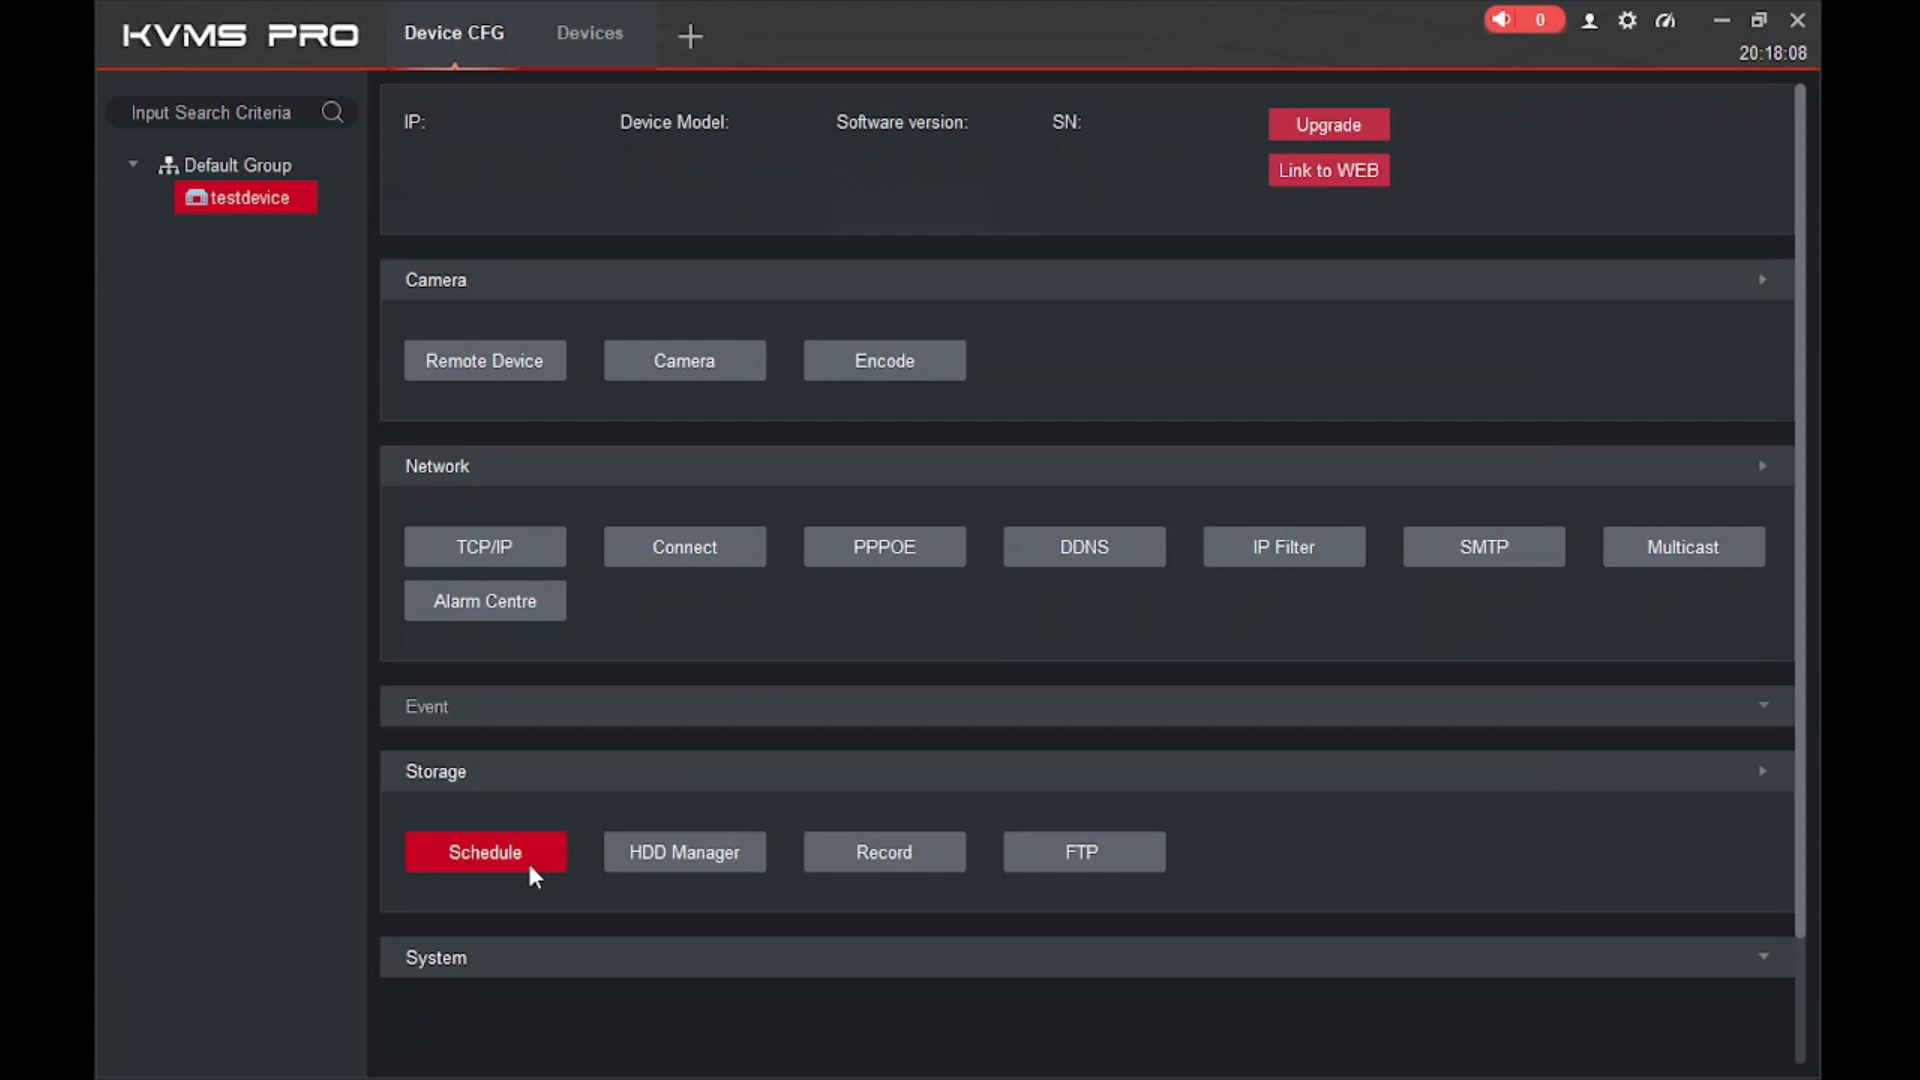 KVMS PRO
Device CFG
Devices
0
20:18:08
Input Search Criteria
Default Group
testdevice
IP:
Device Model:
Software version:
SN:
Upgrade
Link to WEB
Camera
Remote Device
Camera
Encode
Network
TCP/IP
Connect
PPPOE
DDNS
IP Filter
SMTP
Multicast
Alarm Centre
Event
Storage
Schedule
HDD Manager
Record
FTP
System